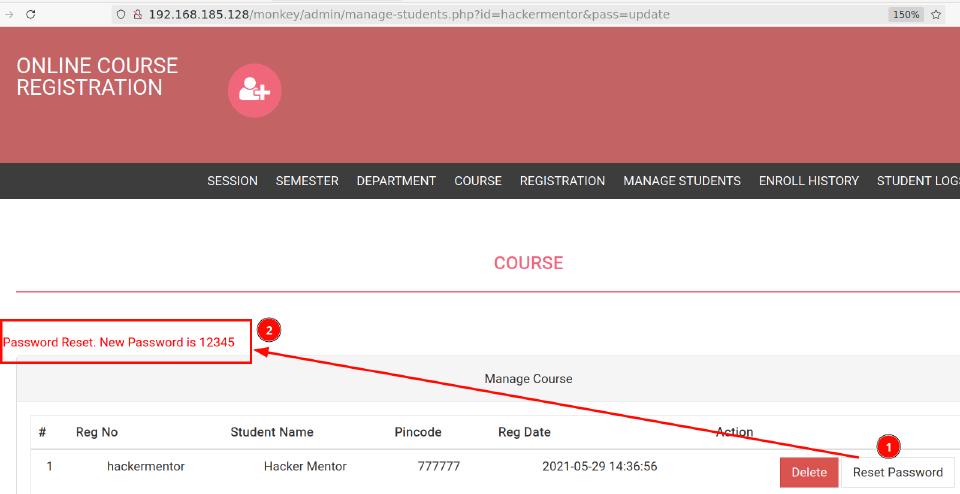 192.168.185.128/monkey/admin/manage-students.php?id=hackermentor&pass=update
150%
ONLINE COURSE
REGISTRATION
SESSION SEMESTER DEPARTMENT COURSE REGISTRATION MANAGE STUDENTS ENROLL HISTORY STUDENT LOGS
COURSE
2
Password Reset. New Password is 12345
Manage Course
# Reg No Student Name Pincode Reg Date Action
1
1 hackermentor Hacker Mentor 777777 2021-05-29 14:36:56 Delete Reset Password